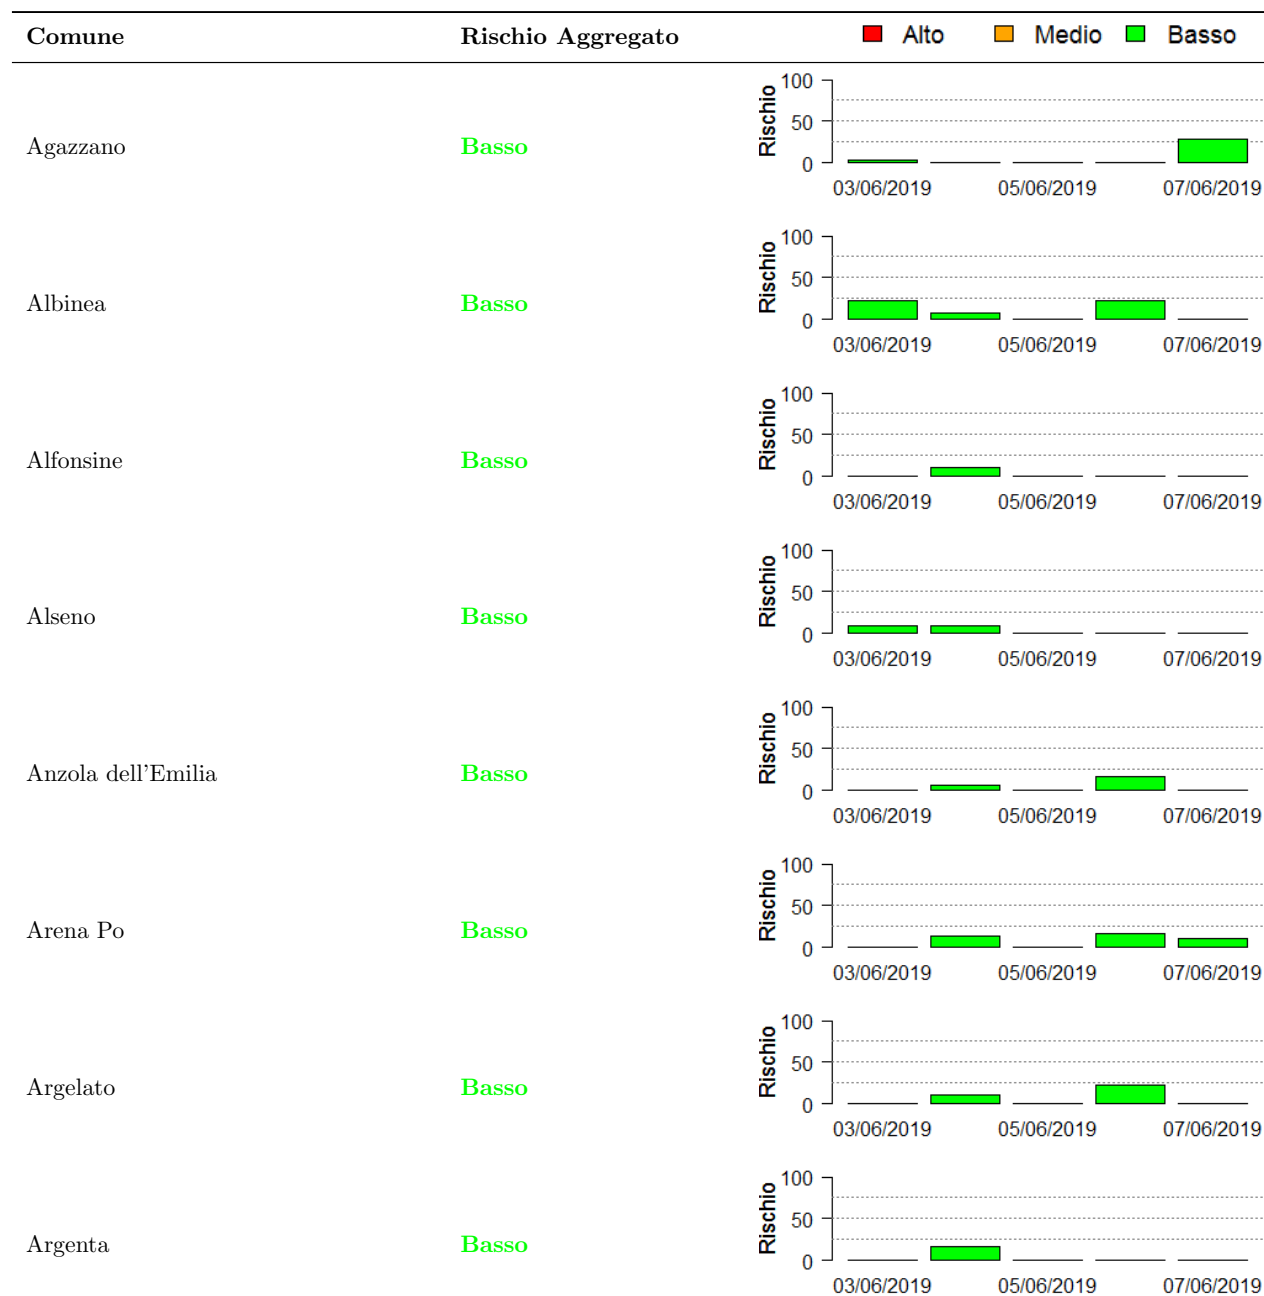 Comune Rischio Aggregato Alto Medio Basso
100
50
0
Rischio
Agazzano Basso
03/06/2019 05/06/2019 07/06/2019
100
50
0
Rischio
Albinea Basso
03/06/2019 05/06/2019 07/06/2019
100
50
0
Rischio
Alfonsine Basso
03/06/2019 05/06/2019 07/06/2019
100
50
0
Rischio
Alseno Basso
03/06/2019 05/06/2019 07/06/2019
100
50
0
Rischio
Anzola dell'Emilia Basso
03/06/2019 05/06/2019 07/06/2019
100
50
0
Rischio
Arena Po Basso
03/06/2019 05/06/2019 07/06/2019
100
50
0
Rischio
Argelato Basso
03/06/2019 05/06/2019 07/06/2019
100
50
0
Rischio
Argenta Basso
03/06/2019 05/06/2019 07/06/2019